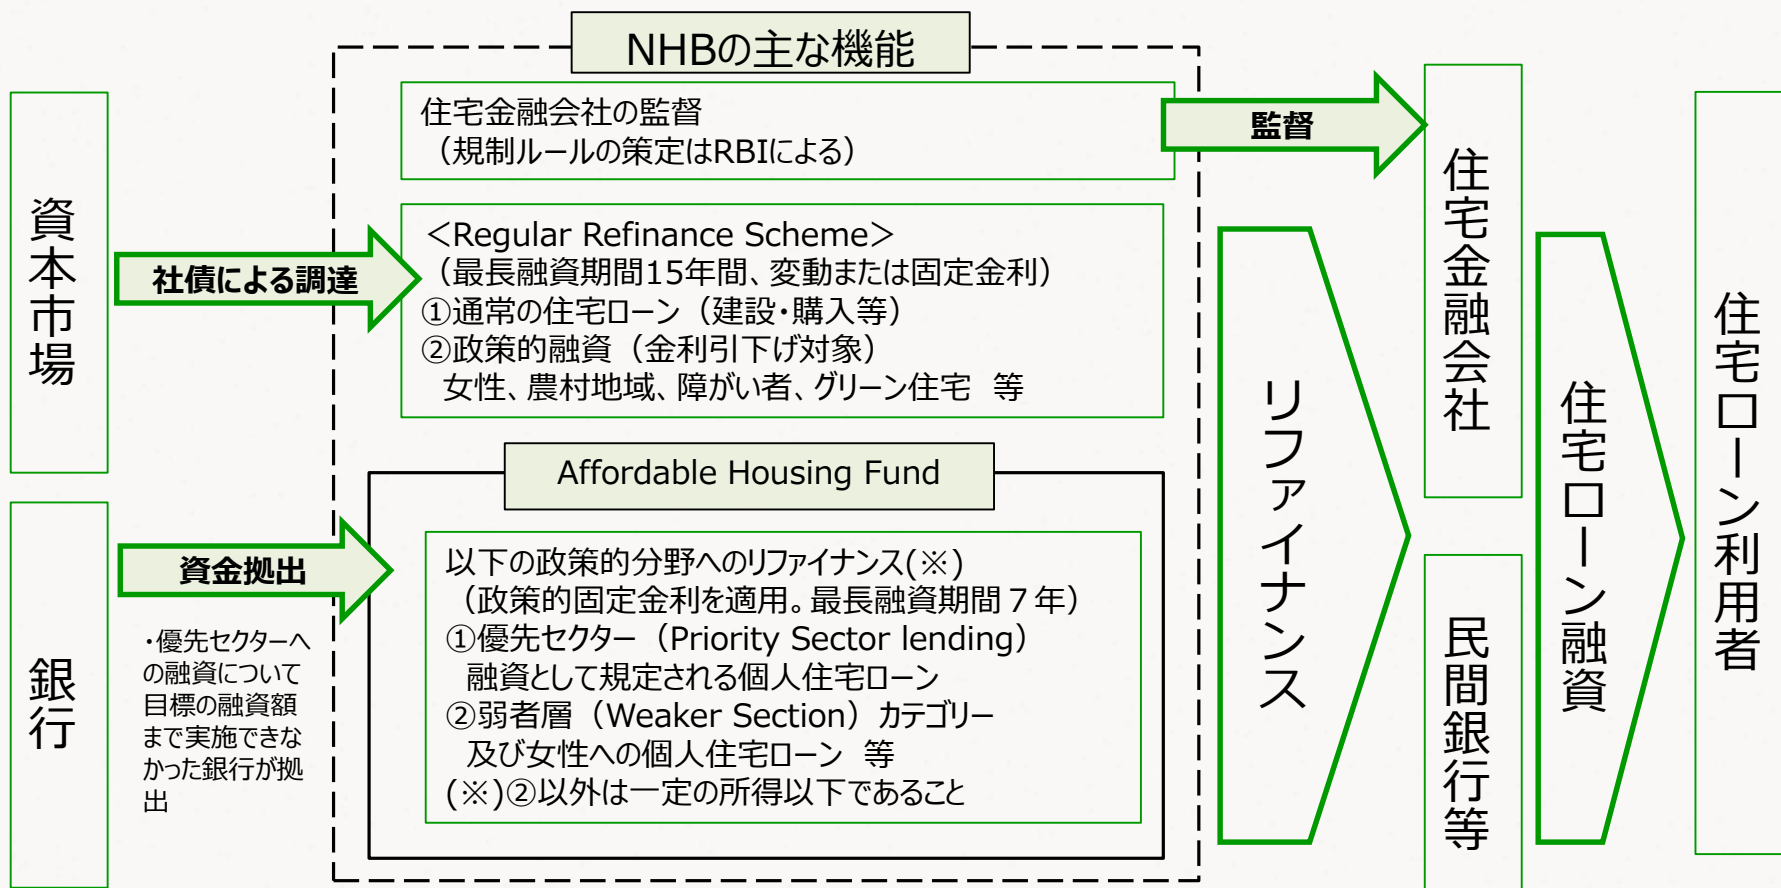 NHBの主な機能
住宅金融会社の監督
（規制ルールの策定はRBIによる）
監督
資本市場
社債による調達
＜Regular Refinance Scheme＞
（最長融資期間15年間、変動または固定金利）
①通常の住宅ローン（建設・購入等）
②政策的融資（金利引下げ対象）
女性、農村地域、障がい者、グリーン住宅　等
銀行
資金拠出
・優先セクターへ
の融資について
目標の融資額
まで実施できな
かった銀行が拠
出
Affordable Housing Fund
以下の政策的分野へのリファイナンス(※)
（政策的固定金利を適用。最長融資期間７年）
①優先セクター（Priority Sector lending）
融資として規定される個人住宅ローン
②弱者層（Weaker Section）カテゴリー
及び女性への個人住宅ローン　等
(※)②以外は一定の所得以下であること
リファイナンス
住宅金融会社
民間銀行等
住宅ローン融資
住宅ローン利用者